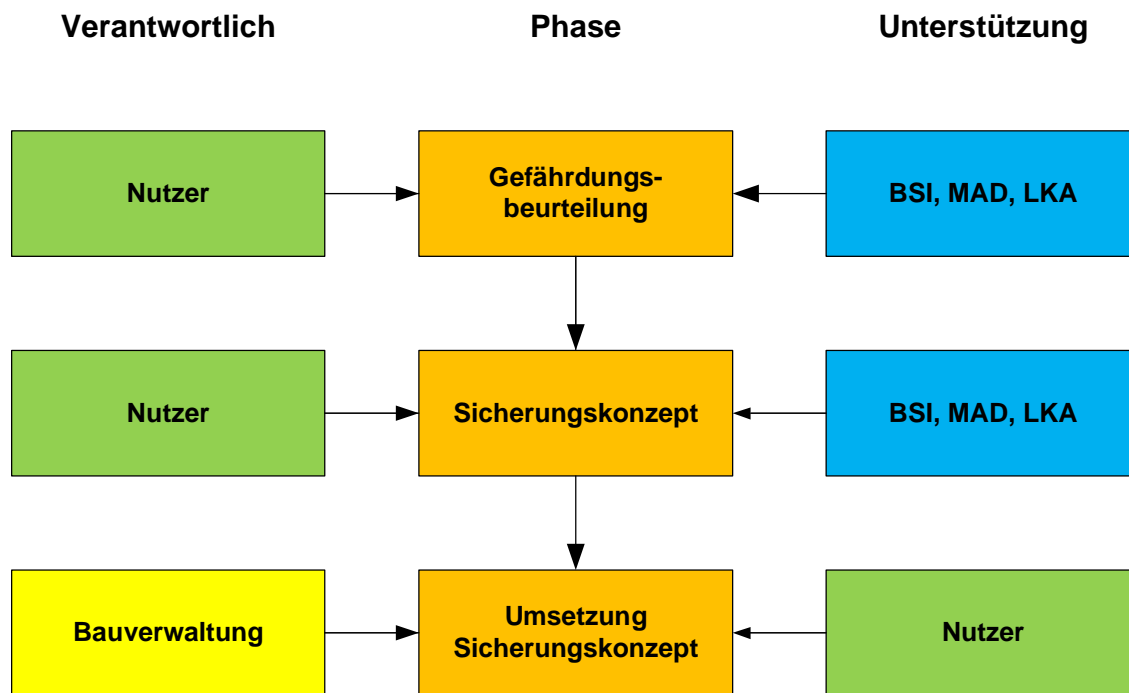 Verantwortlich Phase Unterstützung
Nutzer
Gefährdungs-
beurteilung
BSI, MAD, LKA
Nutzer
Sicherungskonzept
BSI, MAD, LKA
Bauverwaltung
Umsetzung
Sicherungskonzept
Nutzer